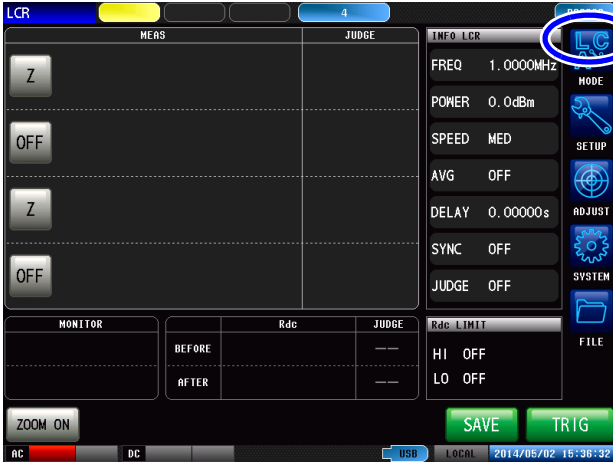 LCR
4
MEAS
JUDGE
Z
OFF
Z
OFF
INFO LCR
FREQ 1.0000MHz
POWER 0.0dBm
SPEED MED
AVG OFF
DELAY 0.00000s
SYNC OFF
JUDGE OFF
LC
MODE
SETUP
ADJUST
SYSTEM
FILE
MONITOR
Rdc
JUDGE
BEFORE --
AFTER --
Rdc LIMIT
HI OFF
LO OFF
ZOOM ON
SAVE
TRIG
AC
DC
USB
LOCAL
2014/05/02 15:36:32